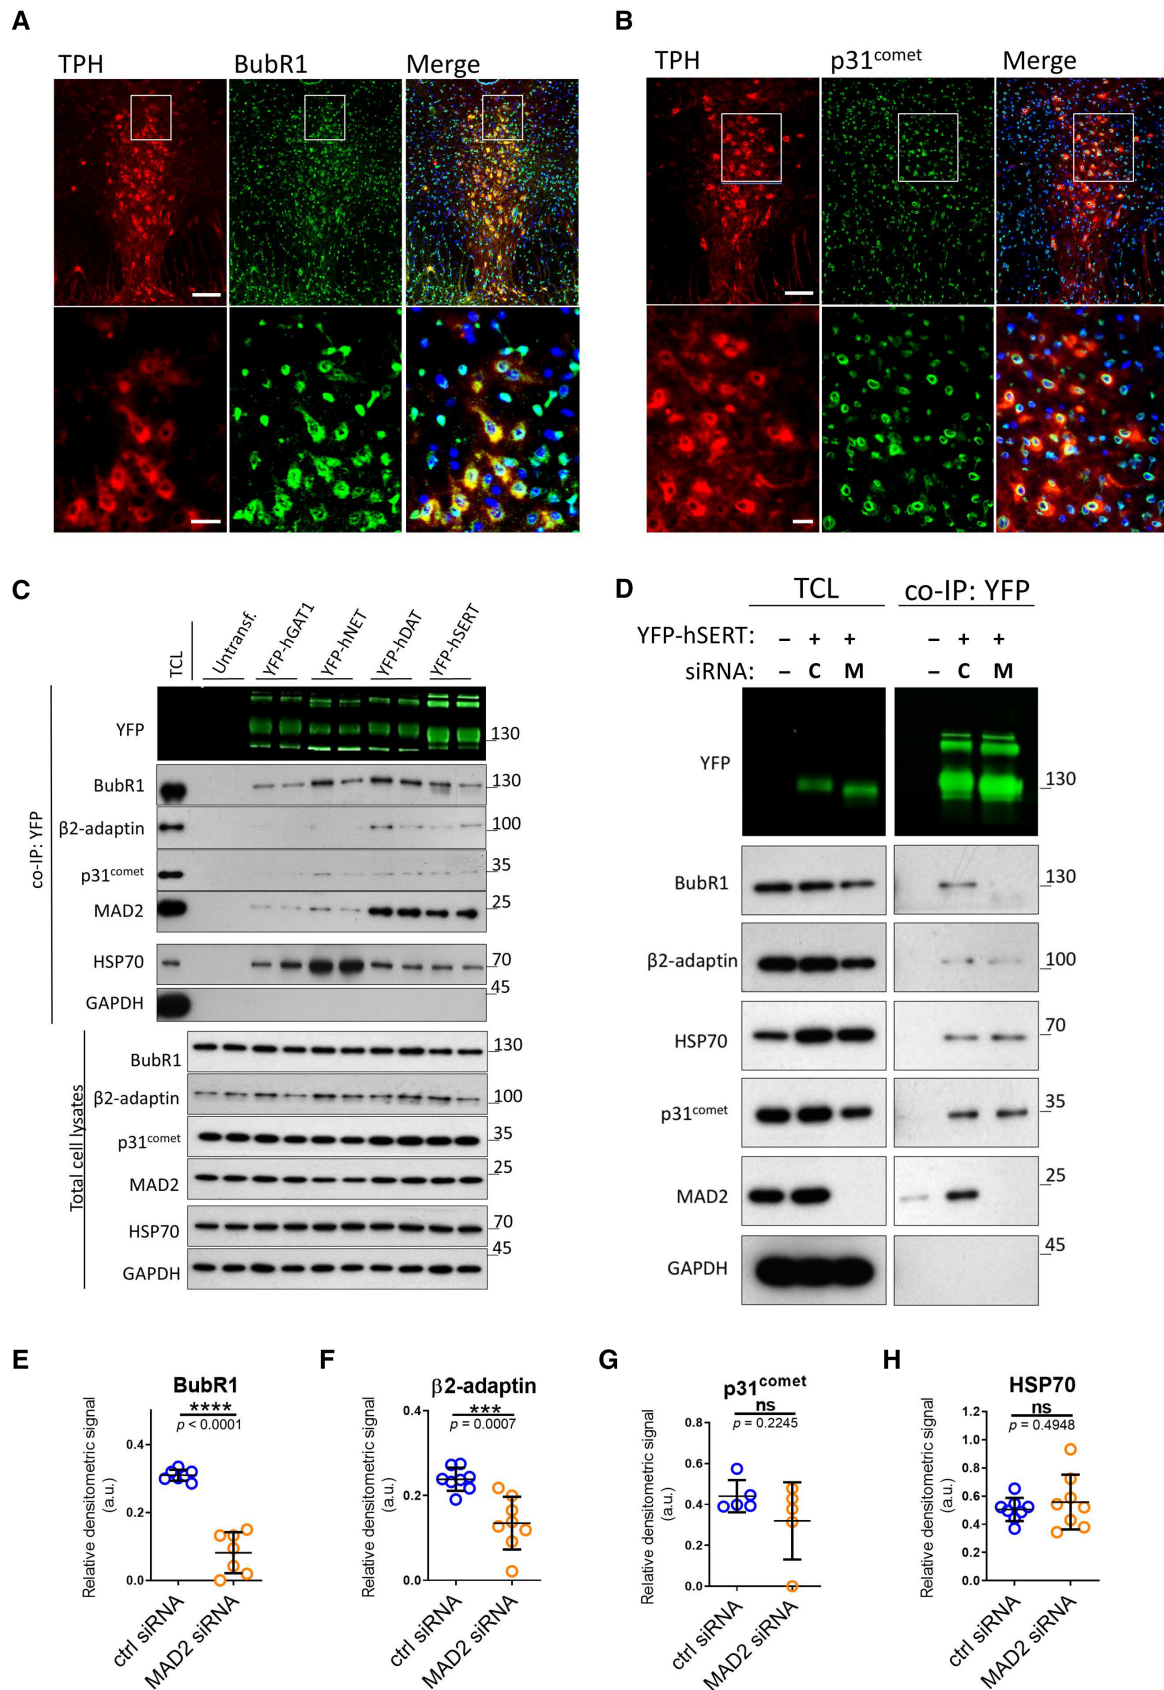 A
TPH BubR1 Merge
B
TPH p31comet Merge
C
TCL
Untransf.
YFP-hGAT1
YFP-hNET
YFP-hDAT
YFP-hSERT
co-IP: YFP
YFP 130
BubR1 130
β2-adaptin 100
p31comet 35
MAD2 25
HSP70 70
45
GAPDH
Total cell lysates
BubR1 130
β2-adaptin 100
p31comet 35
MAD2 25
HSP70 70
45
GAPDH
D
TCL co-IP: YFP
YFP-hSERT: – + + – + +
siRNA: – C M – C M
YFP 130
BubR1 130
β2-adaptin 100
HSP70 70
p31comet 35
MAD2 25
GAPDH 45
E
BubR1
****
p < 0.0001
Relative densitometric signal
(a.u.)
0.4
0.2
0.0
ctrl siRNA
MAD2 siRNA
F
β2-adaptin
***
p = 0.0007
Relative densitometric signal
(a.u.)
0.4
0.2
0.0
ctrl siRNA
MAD2 siRNA
G
p31comet
ns
p = 0.2245
Relative densitometric signal
(a.u.)
0.8
0.6
0.4
0.2
0.0
ctrl siRNA
MAD2 siRNA
H
HSP70
ns
p = 0.4948
Relative densitometric signal
(a.u.)
1.2
1.0
0.8
0.6
0.4
0.2
0.0
ctrl siRNA
MAD2 siRNA